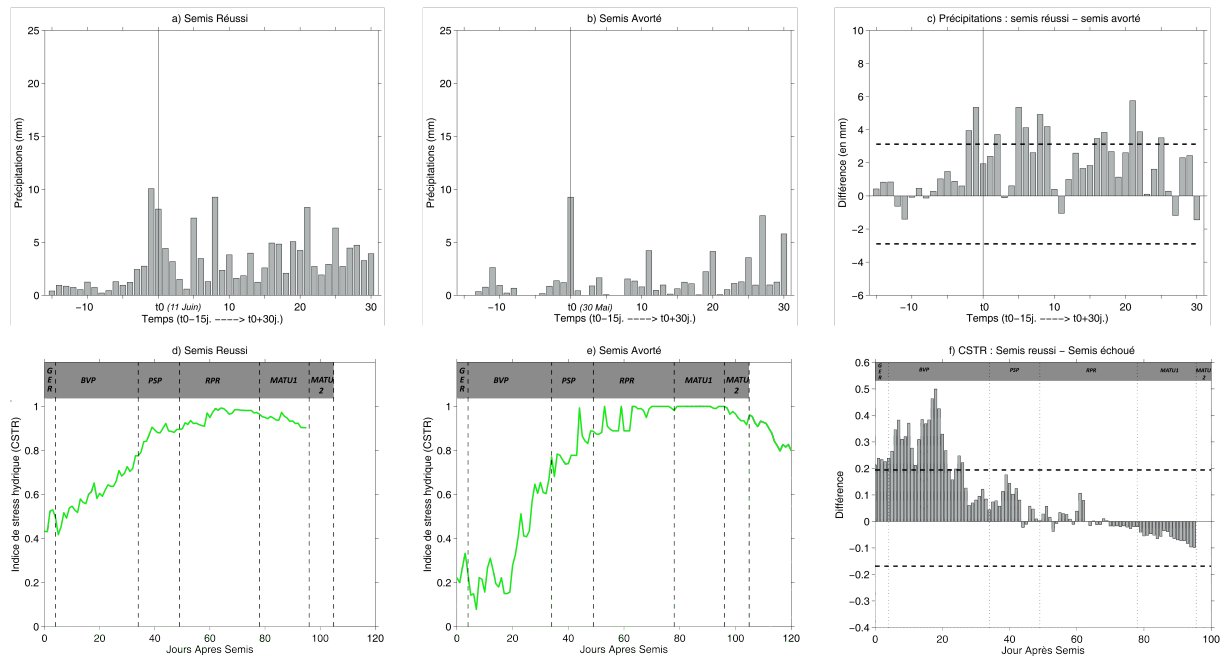 a) Semis Réussi
25
20
15
10
5
0
Précipitations (mm)
−10
t0 (11 Juin)
10
20
30
Temps (t0−15j. −−−−> t0+30j.)
b) Semis Avorté
25
20
15
10
5
0
Précipitations (mm)
−10
t0 (30 Mai)
10
20
30
Temps (t0−15j. −−−−> t0+30j.)
c) Précipitations : semis réussi − semis avorté
10
8
6
4
2
0
−2
−4
−6
Différence (en mm)
−10
t0
10
20
30
Temps (t0−15j. −−−−> t0+30j.)
d) Semis Reussi
GER
BVP
PSP
RPR
MATU1
MATU
2
1
0.8
0.6
0.4
0.2
0
Indice de stress hydrique (CSTR)
0
20
40
60
80
100
120
Jours Apres Semis
e) Semis Avorté
GER
BVP
PSP
RPR
MATU1
MATU
2
1
0.8
0.6
0.4
0.2
0
Indice de stress hydrique (CSTR)
0
20
40
60
80
100
120
Jours Apres Semis
f) CSTR : Semis reussi − Semis échoué
GER
BVP
PSP
RPR
MATU1
MATU
2
0.6
0.5
0.4
0.3
0.2
0.1
0
−0.1
−0.2
−0.3
−0.4
Différence
0
20
40
60
80
100
Jour Après Semis